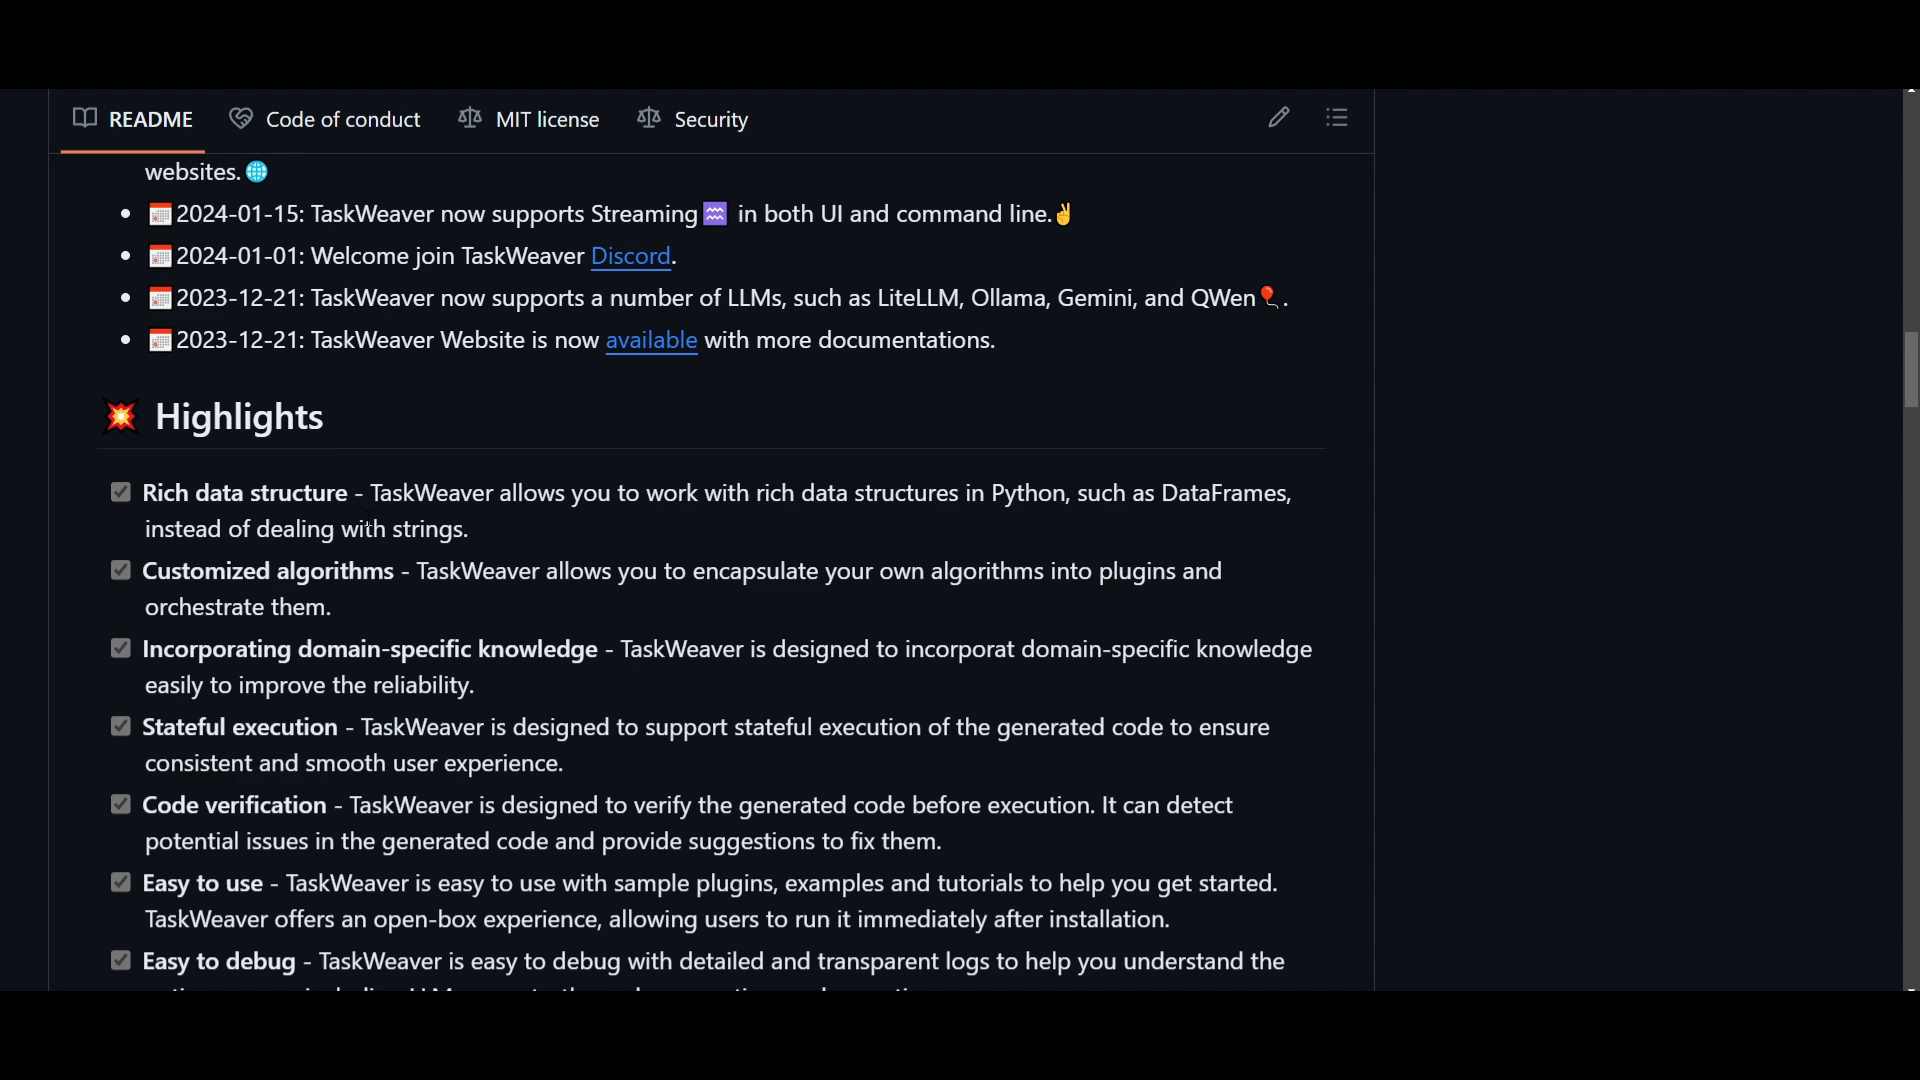 README Code of conduct MIT license Security
websites.🌐
• 📅2024-01-15: TaskWeaver now supports Streaming♒ in both UI and command line.✌️
• 📅2024-01-01: Welcome join TaskWeaver Discord.
• 📅2023-12-21: TaskWeaver now supports a number of LLMs, such as LiteLLM, Ollama, Gemini, and QWen🎈.
• 📅2023-12-21: TaskWeaver Website is now available with more documentations.
💥 Highlights
Rich data structure - TaskWeaver allows you to work with rich data structures in Python, such as DataFrames,
instead of dealing with strings.
Customized algorithms - TaskWeaver allows you to encapsulate your own algorithms into plugins and
orchestrate them.
Incorporating domain-specific knowledge - TaskWeaver is designed to incorporat domain-specific knowledge
easily to improve the reliability.
Stateful execution - TaskWeaver is designed to support stateful execution of the generated code to ensure
consistent and smooth user experience.
Code verification - TaskWeaver is designed to verify the generated code before execution. It can detect
potential issues in the generated code and provide suggestions to fix them.
Easy to use - TaskWeaver is easy to use with sample plugins, examples and tutorials to help you get started.
TaskWeaver offers an open-box experience, allowing users to run it immediately after installation.
Easy to debug - TaskWeaver is easy to debug with detailed and transparent logs to help you understand the